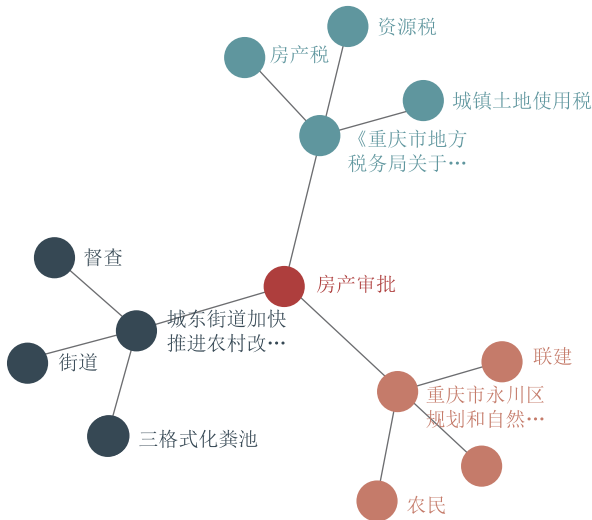 资源税
房产税
城镇土地使用税
《重庆市地方
税务局关于…
督查
房产审批
城东街道加快
推进农村改…
街道
联建
重庆市永川区
规划和自然…
三格式化粪池
农民